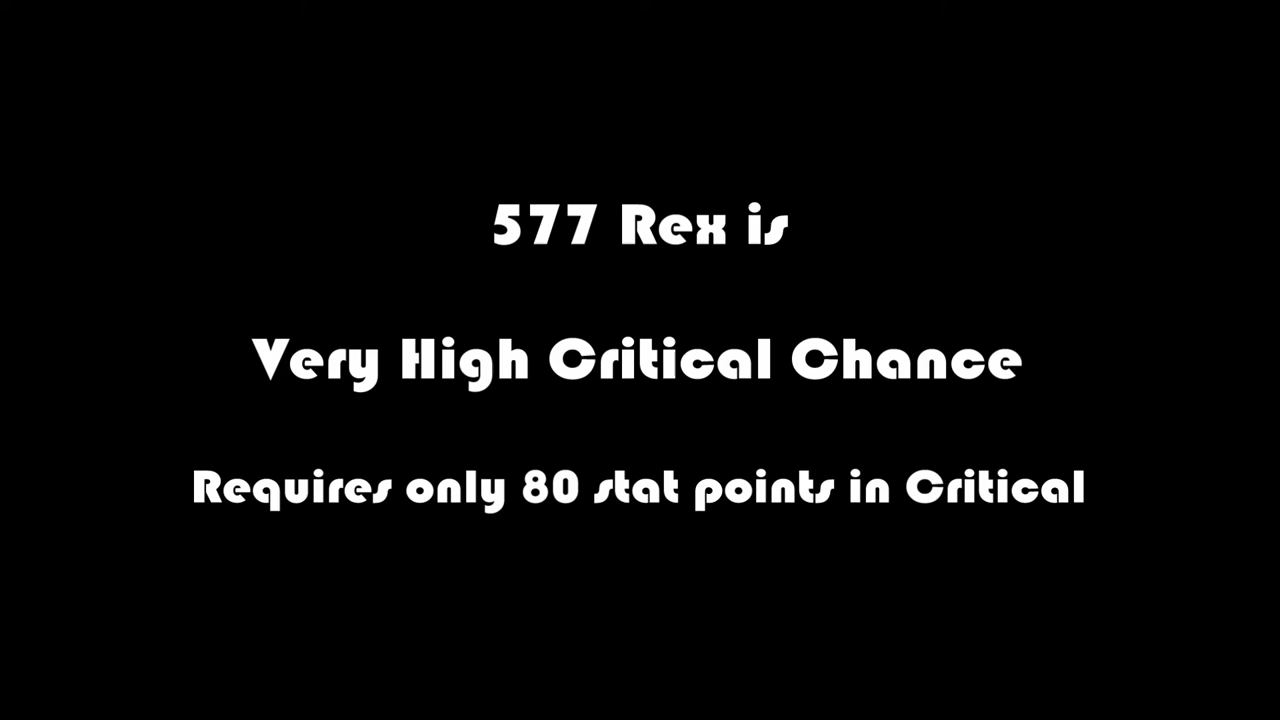 577 Rex is
Very High Critical Chance
Requires only 80 stat points in Critical